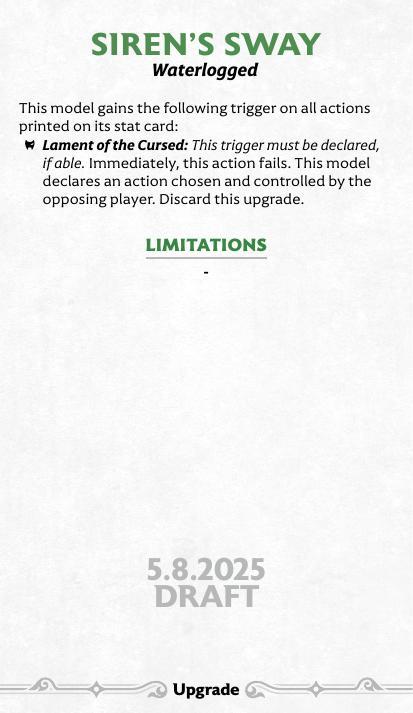 SIREN'S SWAY
Waterlogged
This model gains the following trigger on all actions
printed on its stat card:
Lament of the Cursed: This trigger must be declared,
if able. Immediately, this action fails. This model
declares an action chosen and controlled by the
opposing player. Discard this upgrade.
LIMITATIONS
-
5.8.2025
DRAFT
Upgrade